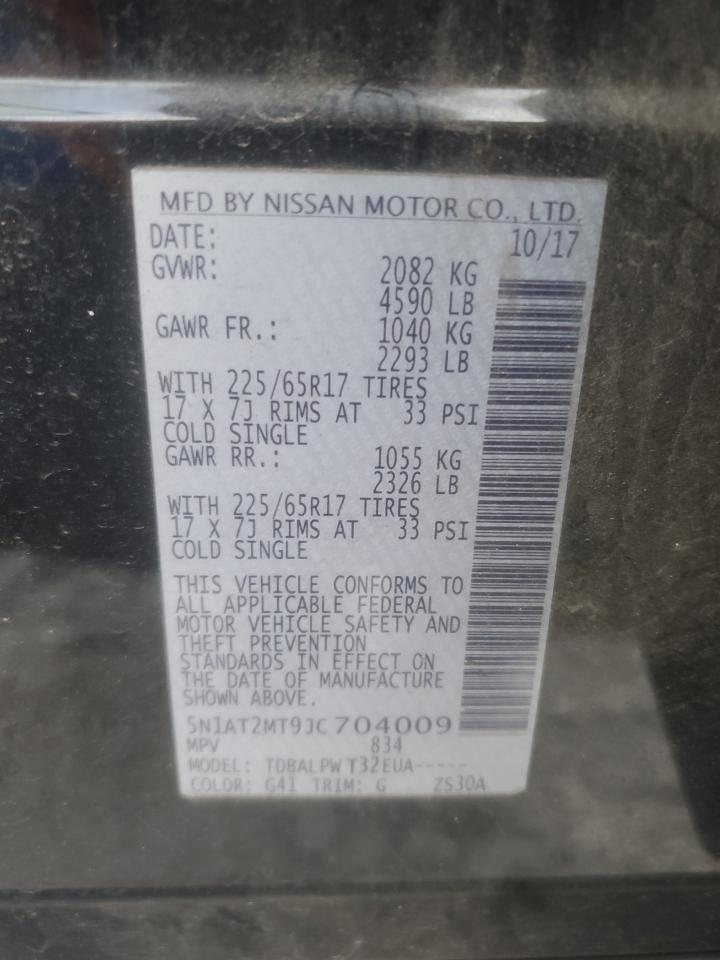 MFD BY NISSAN MOTOR CO., LTD.
DATE: 10/17
GVWR: 2082 KG
4590 LB
GAWR FR.: 1040 KG
2293 LB
WITH 225/65R17 TIRES
17 X 7J RIMS AT 33 PSI
COLD SINGLE
GAWR RR.: 1055 KG
2326 LB
WITH 225/65R17 TIRES
17 X 7J RIMS AT 33 PSI
COLD SINGLE
THIS VEHICLE CONFORMS TO
ALL APPLICABLE FEDERAL
MOTOR VEHICLE SAFETY AND
THEFT PREVENTION
STANDARDS IN EFFECT ON
THE DATE OF MANUFACTURE
SHOWN ABOVE.
5N1AT2MT9JC704009
MPV 834
MODEL: TDBALPW T32EUA-----
COLOR: G41 TRIM: G ZS30A